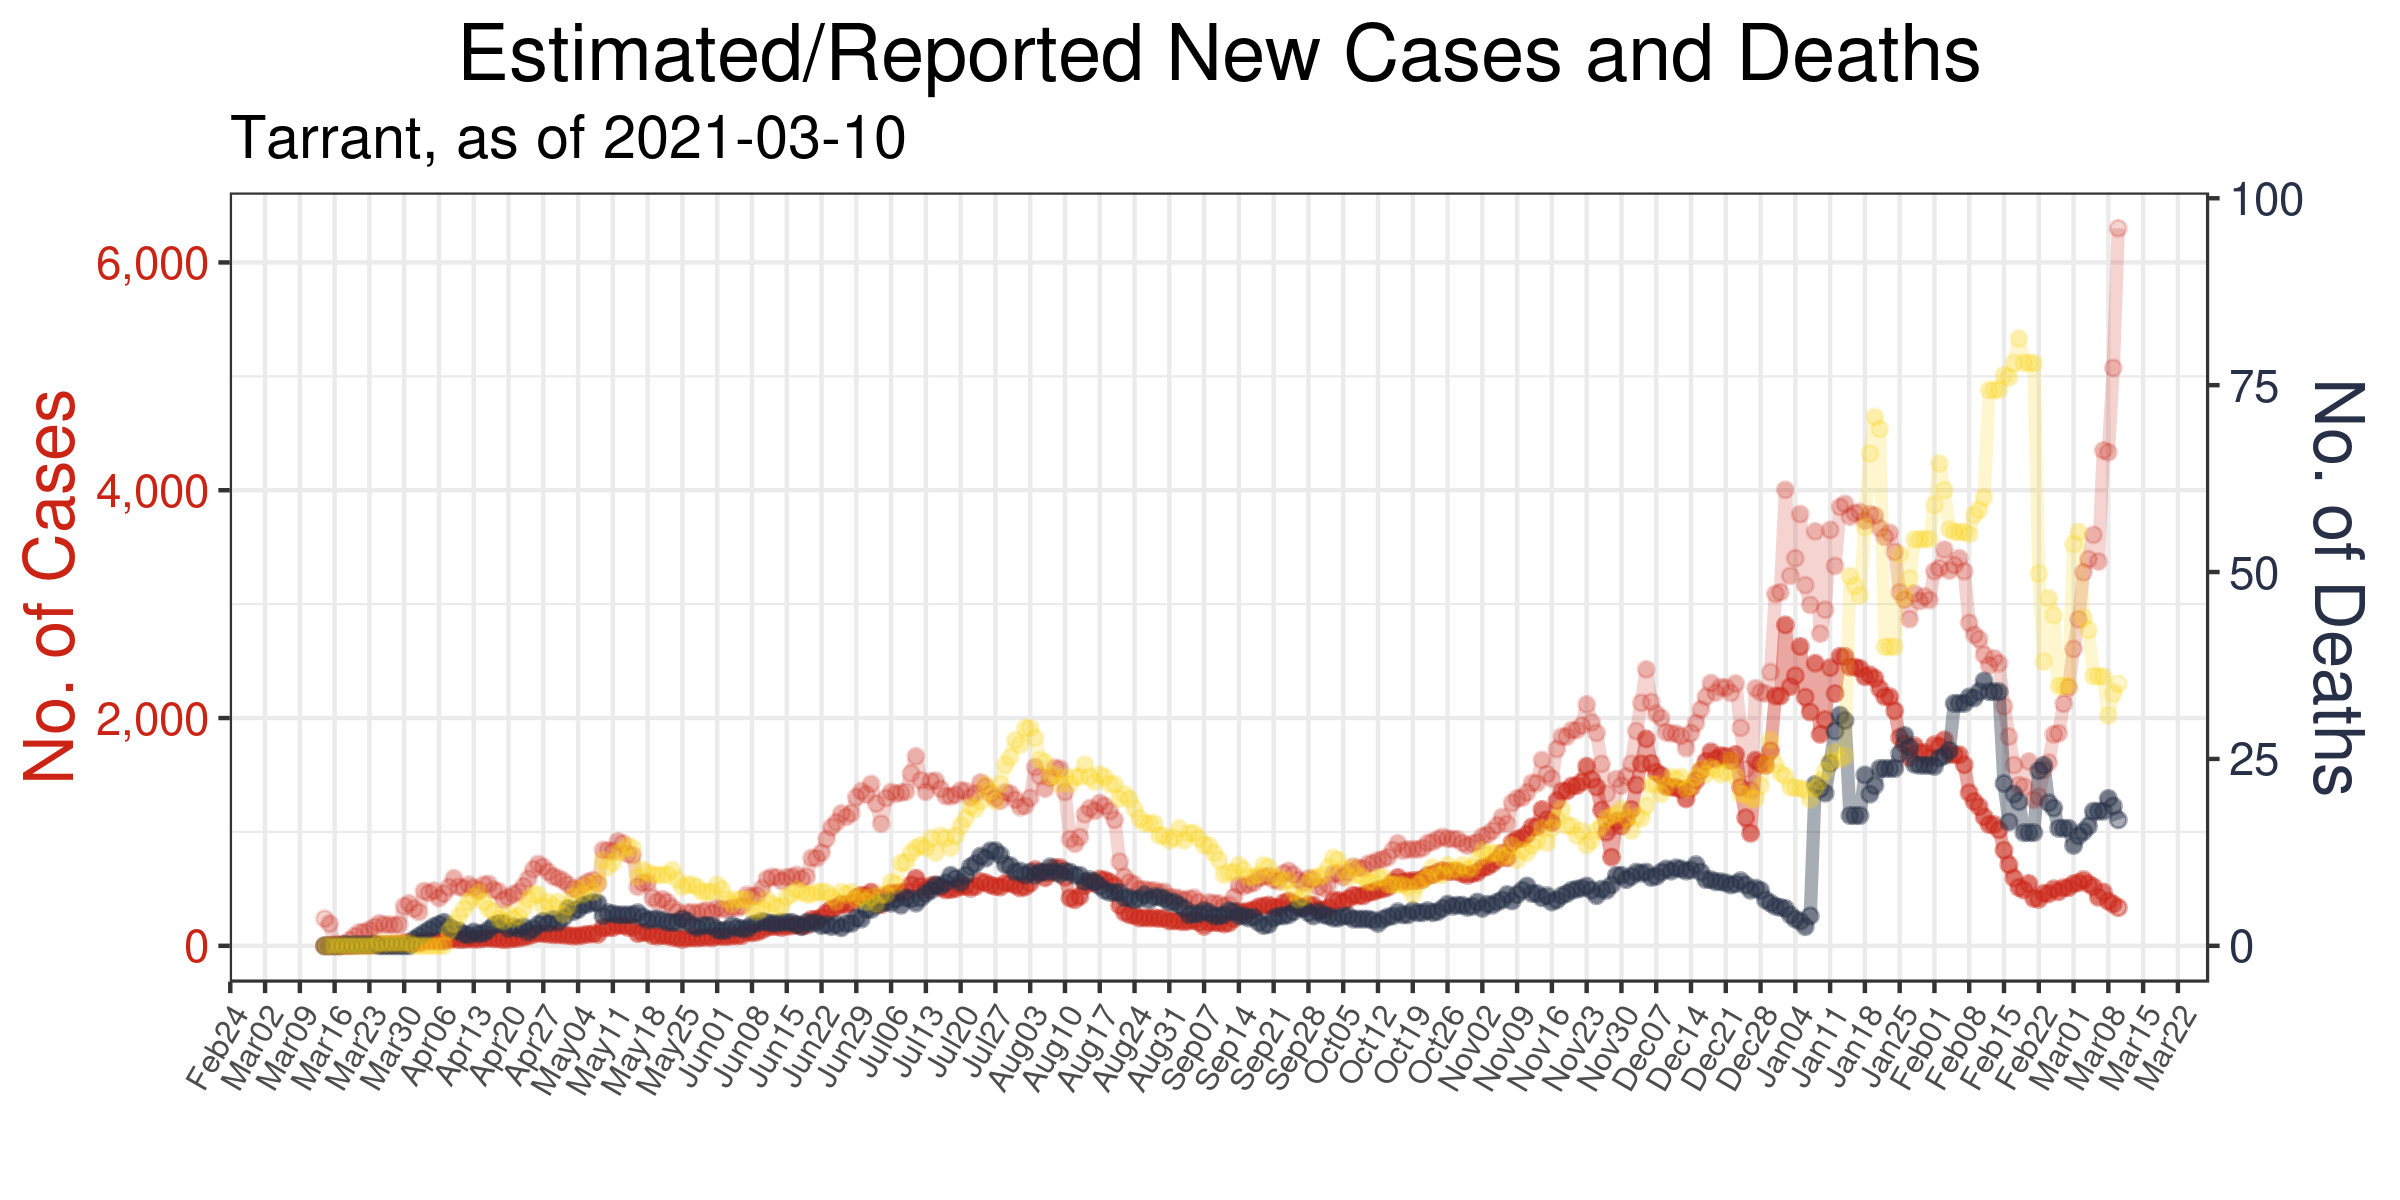 Estimated/Reported New Cases and Deaths
Tarrant, as of 2021-03-10
No. of Cases
6,000
4,000
2,000
0
100
75
50
25
0
No. of Deaths
Feb24
Mar02
Mar09
Mar16
Mar23
Mar30
Apr06
Apr13
Apr20
Apr27
May04
May11
May18
May25
Jun01
Jun08
Jun15
Jun22
Jun29
Jul06
Jul13
Jul20
Jul27
Aug03
Aug10
Aug17
Aug24
Aug31
Sep07
Sep14
Sep21
Sep28
Oct05
Oct12
Oct19
Oct26
Nov02
Nov09
Nov16
Nov23
Nov30
Dec07
Dec14
Dec21
Dec28
Jan04
Jan11
Jan18
Jan25
Feb01
Feb08
Feb15
Feb22
Mar01
Mar08
Mar15
Mar22